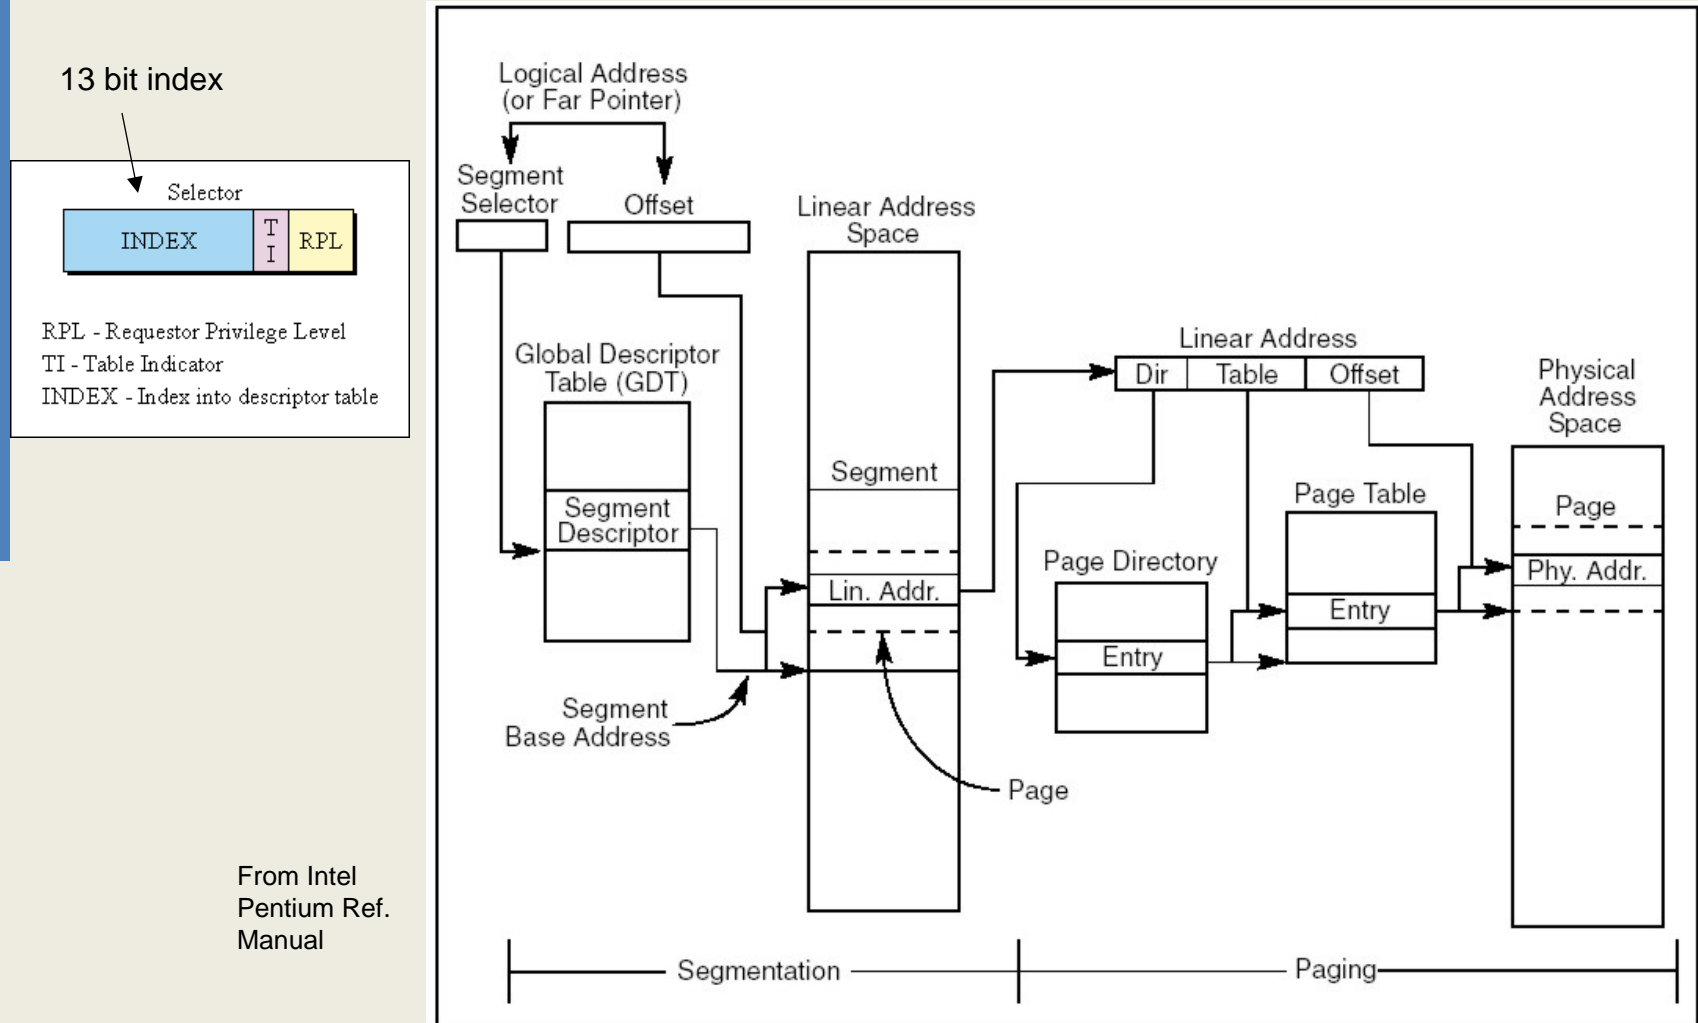 13 bit index
Selector
INDEX
T
I
RPL
RPL - Requestor Privilege Level
TI - Table Indicator
INDEX - Index into descriptor table
From Intel
Pentium Ref.
Manual
Logical Address
(or Far Pointer)
Segment
Selector
Offset
Linear Address
Space
Global Descriptor
Table (GDT)
Segment
Descriptor
Segment
Lin. Addr.
Segment
Base Address
Page
Linear Address
Dir
Table
Offset
Page Directory
Entry
Page Table
Entry
Physical
Address
Space
Page
Phy. Addr.
Segmentation
Paging